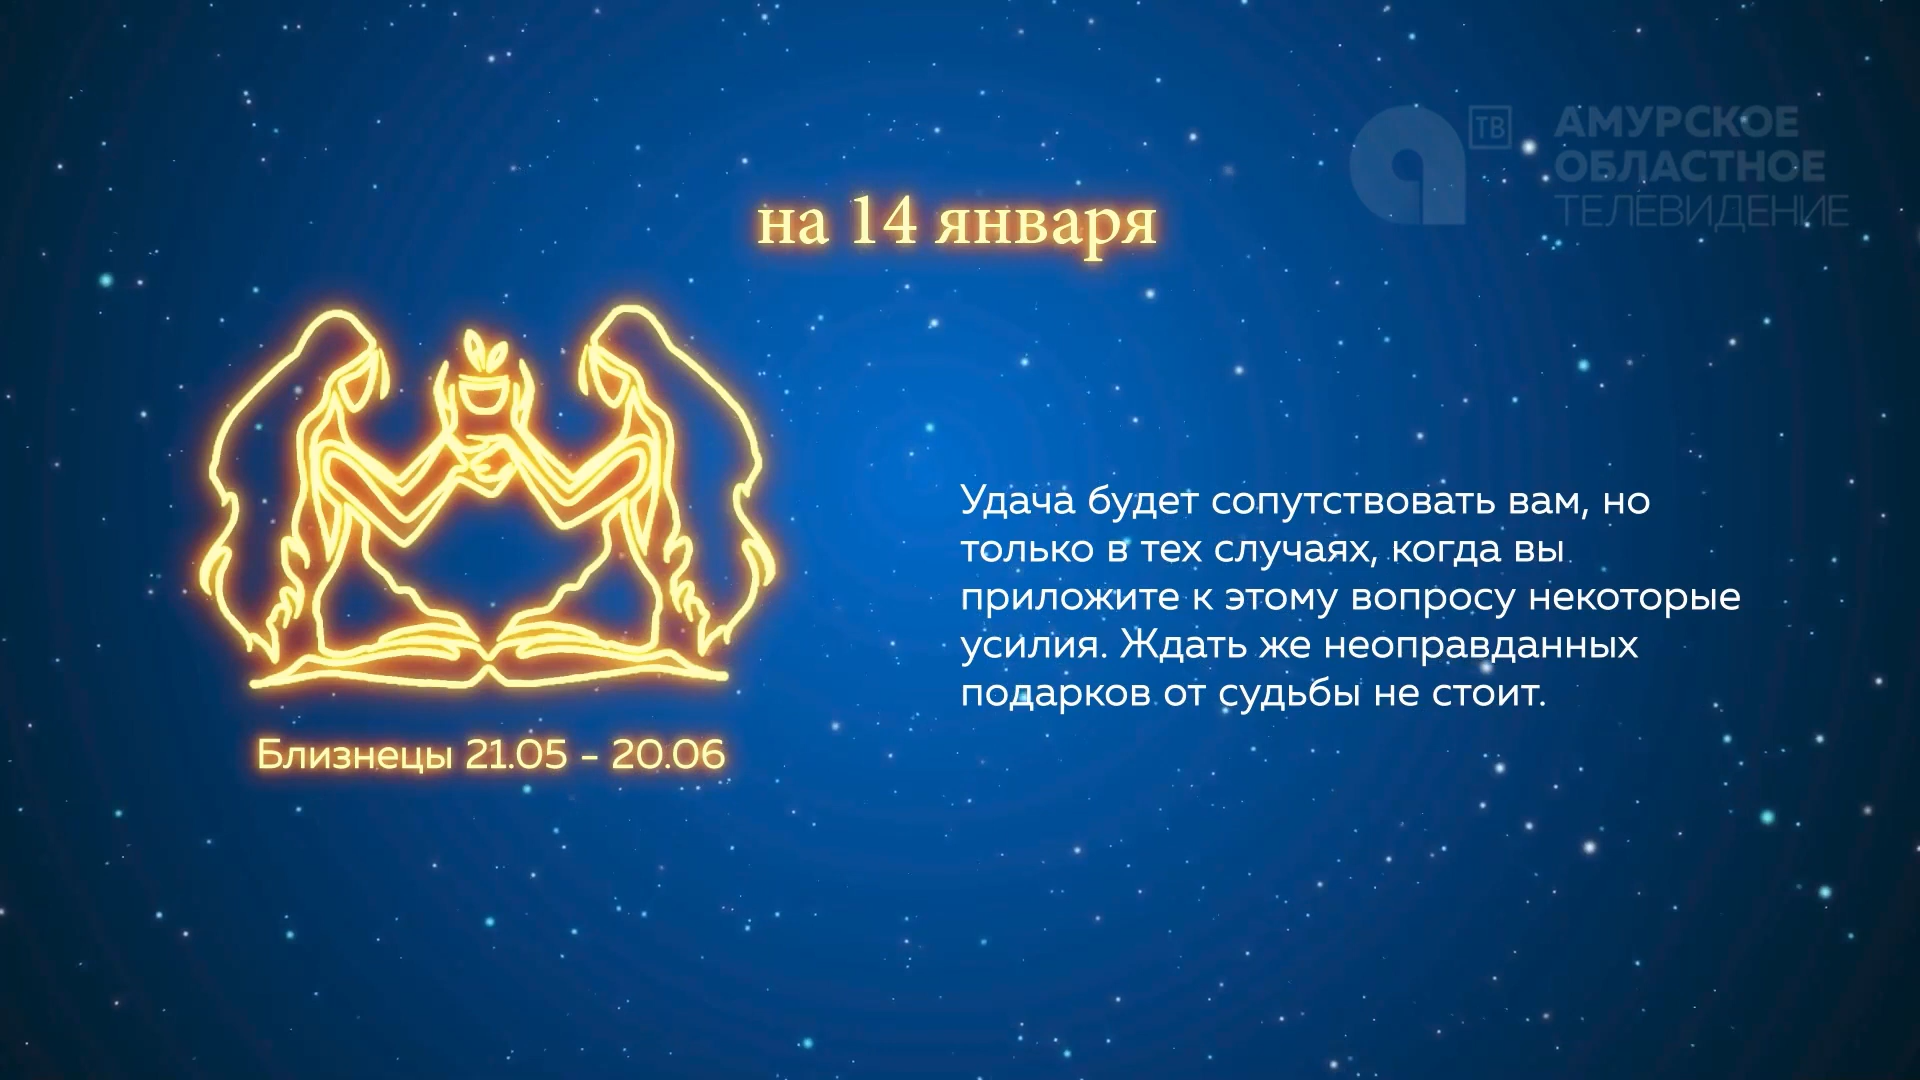 ТВ
АМУРСКОЕ
ОБЛАСТНОЕ
ТЕЛЕВИДЕНИЕ
на 14 января
Удача будет сопутствовать вам, но
только в тех случаях, когда вы
приложите к этому вопросу некоторые
усилия. Ждать же неоправданных
подарков от судьбы не стоит.
Близнецы 21.05 - 20.06